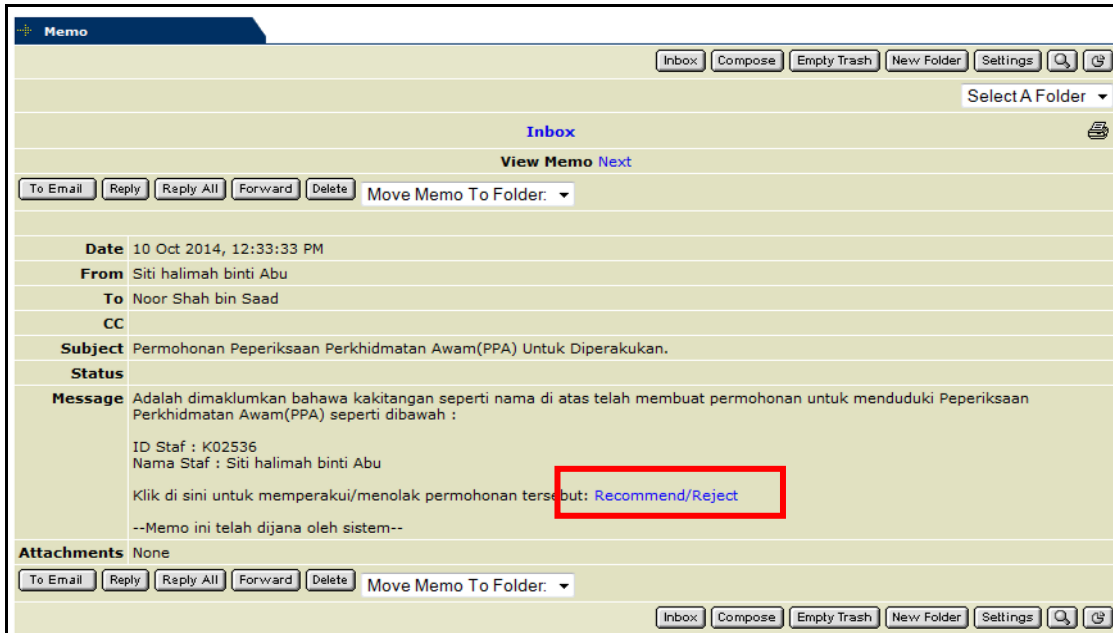 Memo
Inbox Compose Empty Trash New Folder Settings
Select A Folder
Inbox
View Memo Next
To Email Reply Reply All Forward Delete Move Memo To Folder:
Date 10 Oct 2014, 12:33:33 PM
From Siti halimah binti Abu
To Noor Shah bin Saad
CC
Subject Permohonan Peperiksaan Perkhidmatan Awam(PPA) Untuk Diperakukan.
Status
Message Adalah dimaklumkan bahawa kakitangan seperti nama di atas telah membuat permohonan untuk menduduki Peperiksaan
Perkhidmatan Awam(PPA) seperti dibawah :
ID Staf : K02536
Nama Staf : Siti halimah binti Abu
Klik di sini untuk memperakui/menolak permohonan tersebut: Recommend/Reject
--Memo ini telah dijana oleh sistem--
Attachments None
To Email Reply Reply All Forward Delete Move Memo To Folder:
Inbox Compose Empty Trash New Folder Settings